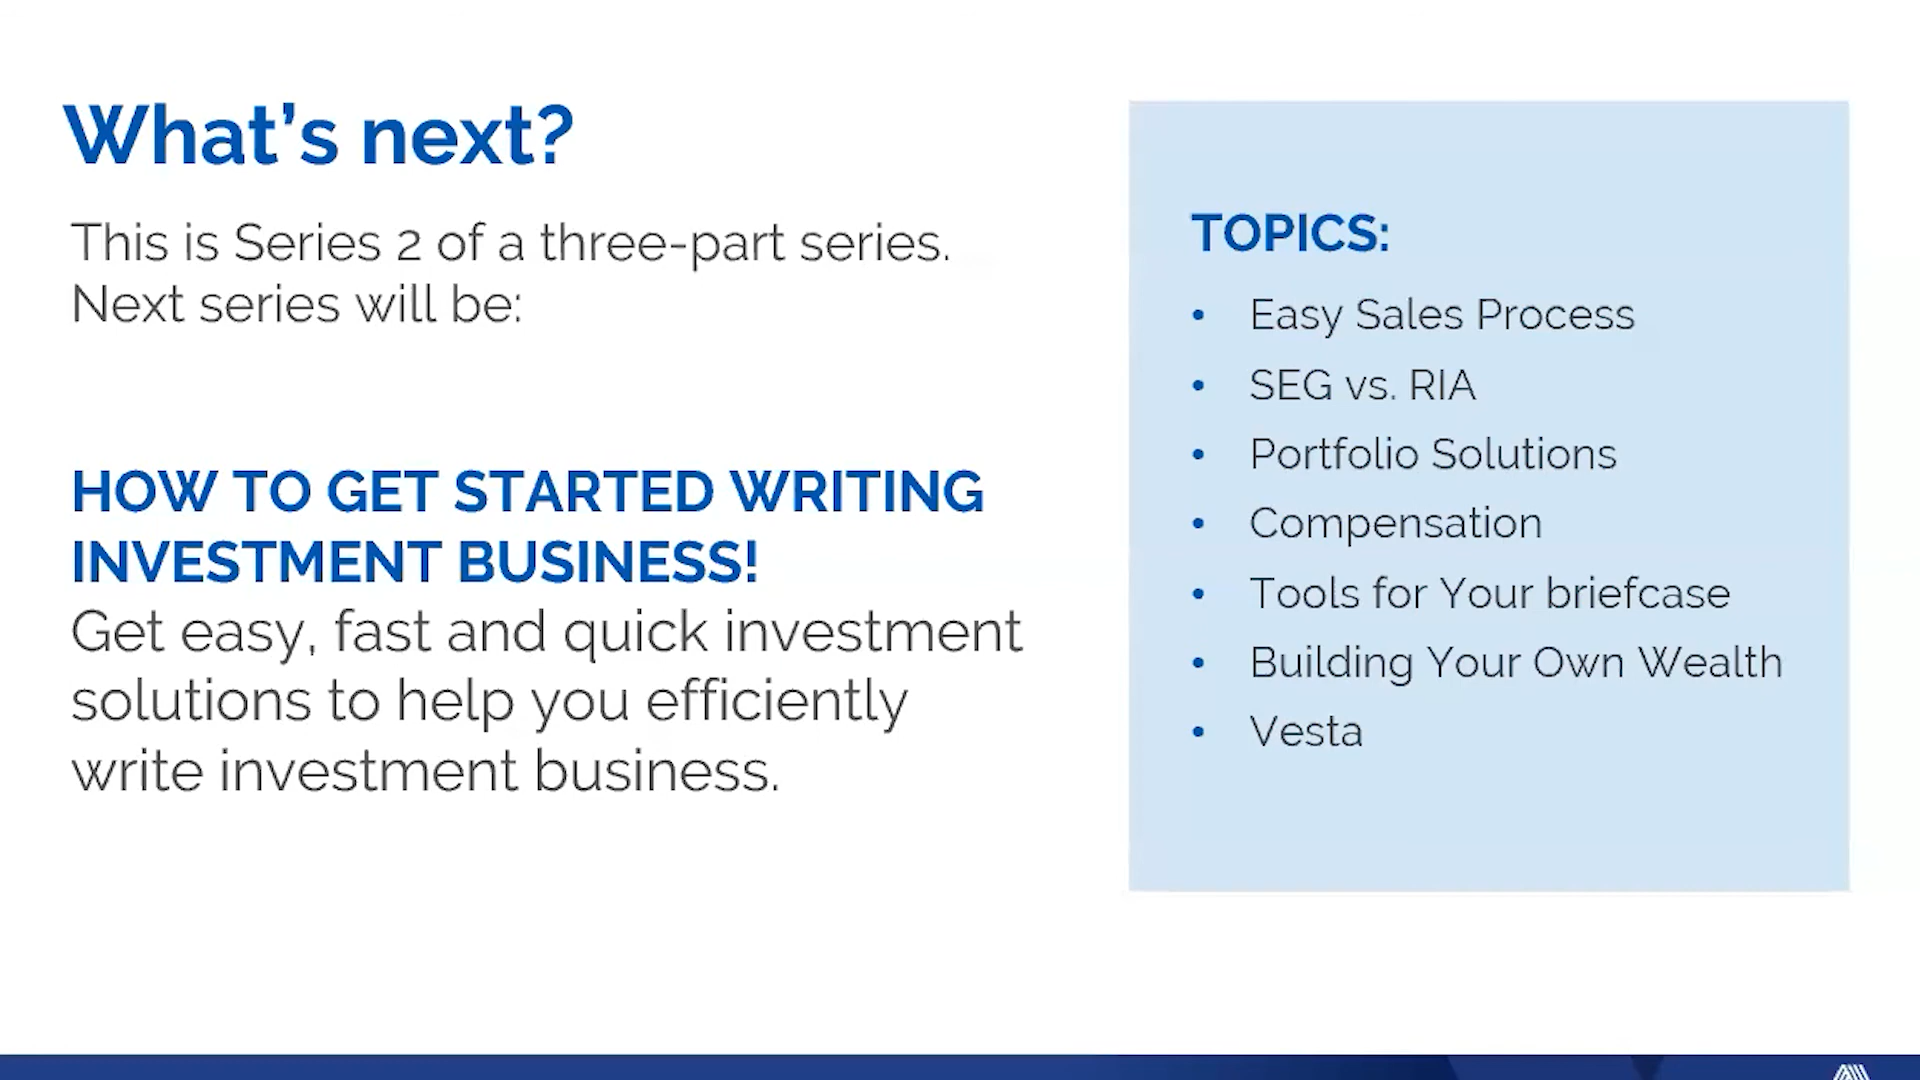 What's next?
This is Series 2 of a three-part series.
Next series will be:
HOW TO GET STARTED WRITING
INVESTMENT BUSINESS!
Get easy, fast and quick investment
solutions to help you efficiently
write investment business.
TOPICS:
• Easy Sales Process
• SEG vs. RIA
• Portfolio Solutions
• Compensation
• Tools for Your briefcase
• Building Your Own Wealth
• Vesta